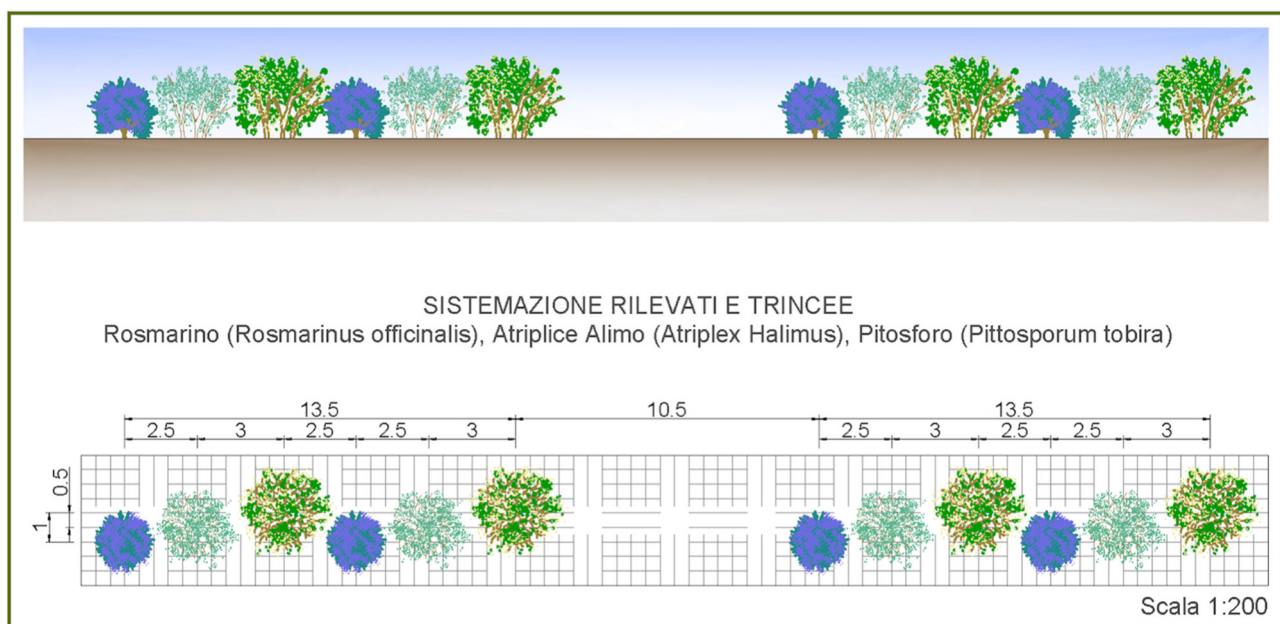 SISTEMAZIONE RILEVATI E TRINCEE
Rosmarino (Rosmarinus officinalis), Atriplice Alimo (Atriplex Halimus), Pitosforo (Pittosporum tobira)
13.5 10.5 13.5
2.5 3 2.5 2.5 3 2.5 3 2.5 2.5 3
0.5
1
Scala 1:200